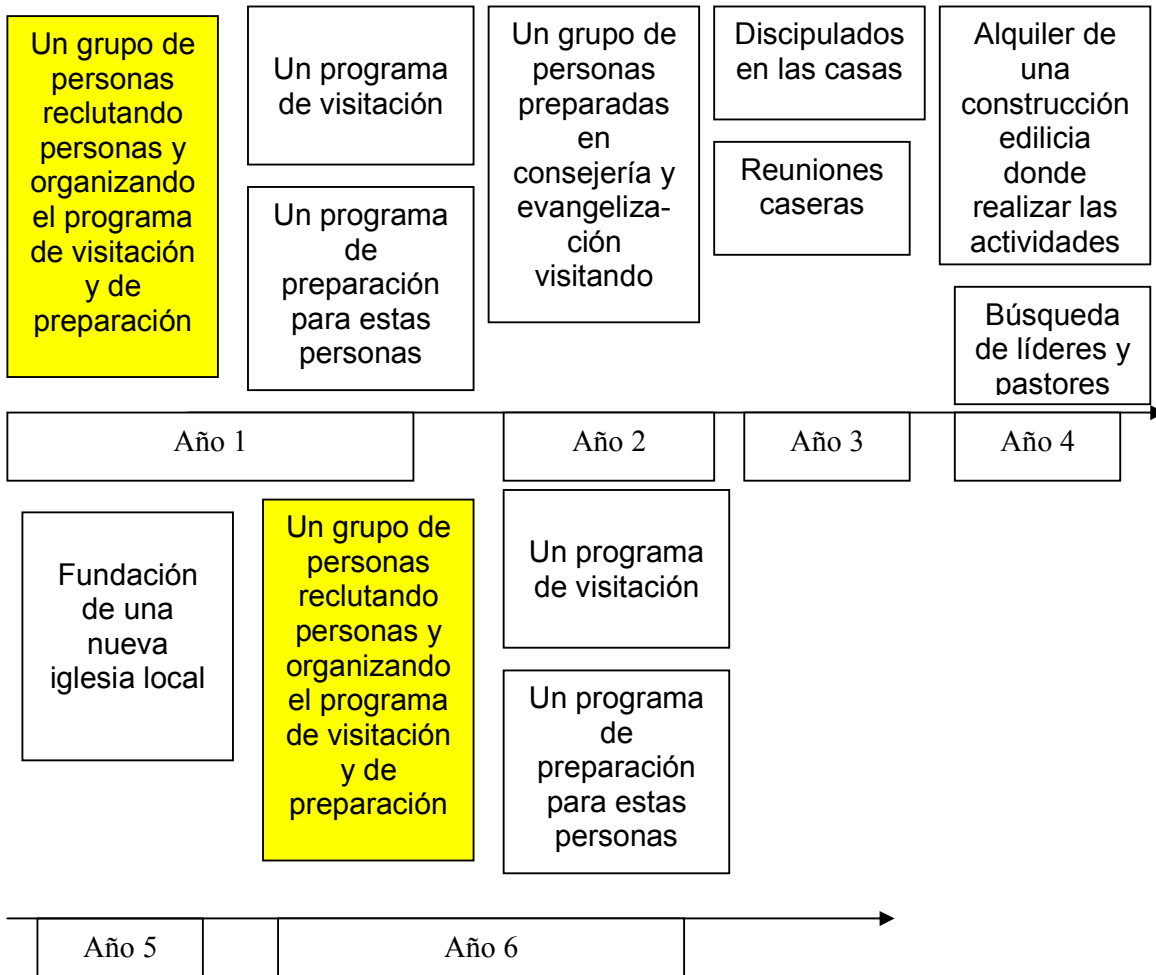 Un grupo de
personas
reclutando
personas y
organizando
el programa
de visitación
y de
preparación
Un programa
de visitación
Un programa
de
preparación
para estas
personas
Un grupo de
personas
preparadas
en
consejería y
evangeliza-
ción
visitando
Discipulados
en las casas
Reuniones
caseras
Alquiler de
una
construcción
edilicia
donde
realizar las
actividades
Búsqueda
de líderes y
pastores
Año 1
Año 2
Año 3
Año 4
Fundación
de una
nueva
iglesia local
Un grupo de
personas
reclutando
personas y
organizando
el programa
de visitación
y de
preparación
Un programa
de visitación
Un programa
de
preparación
para estas
personas
Año 5
Año 6